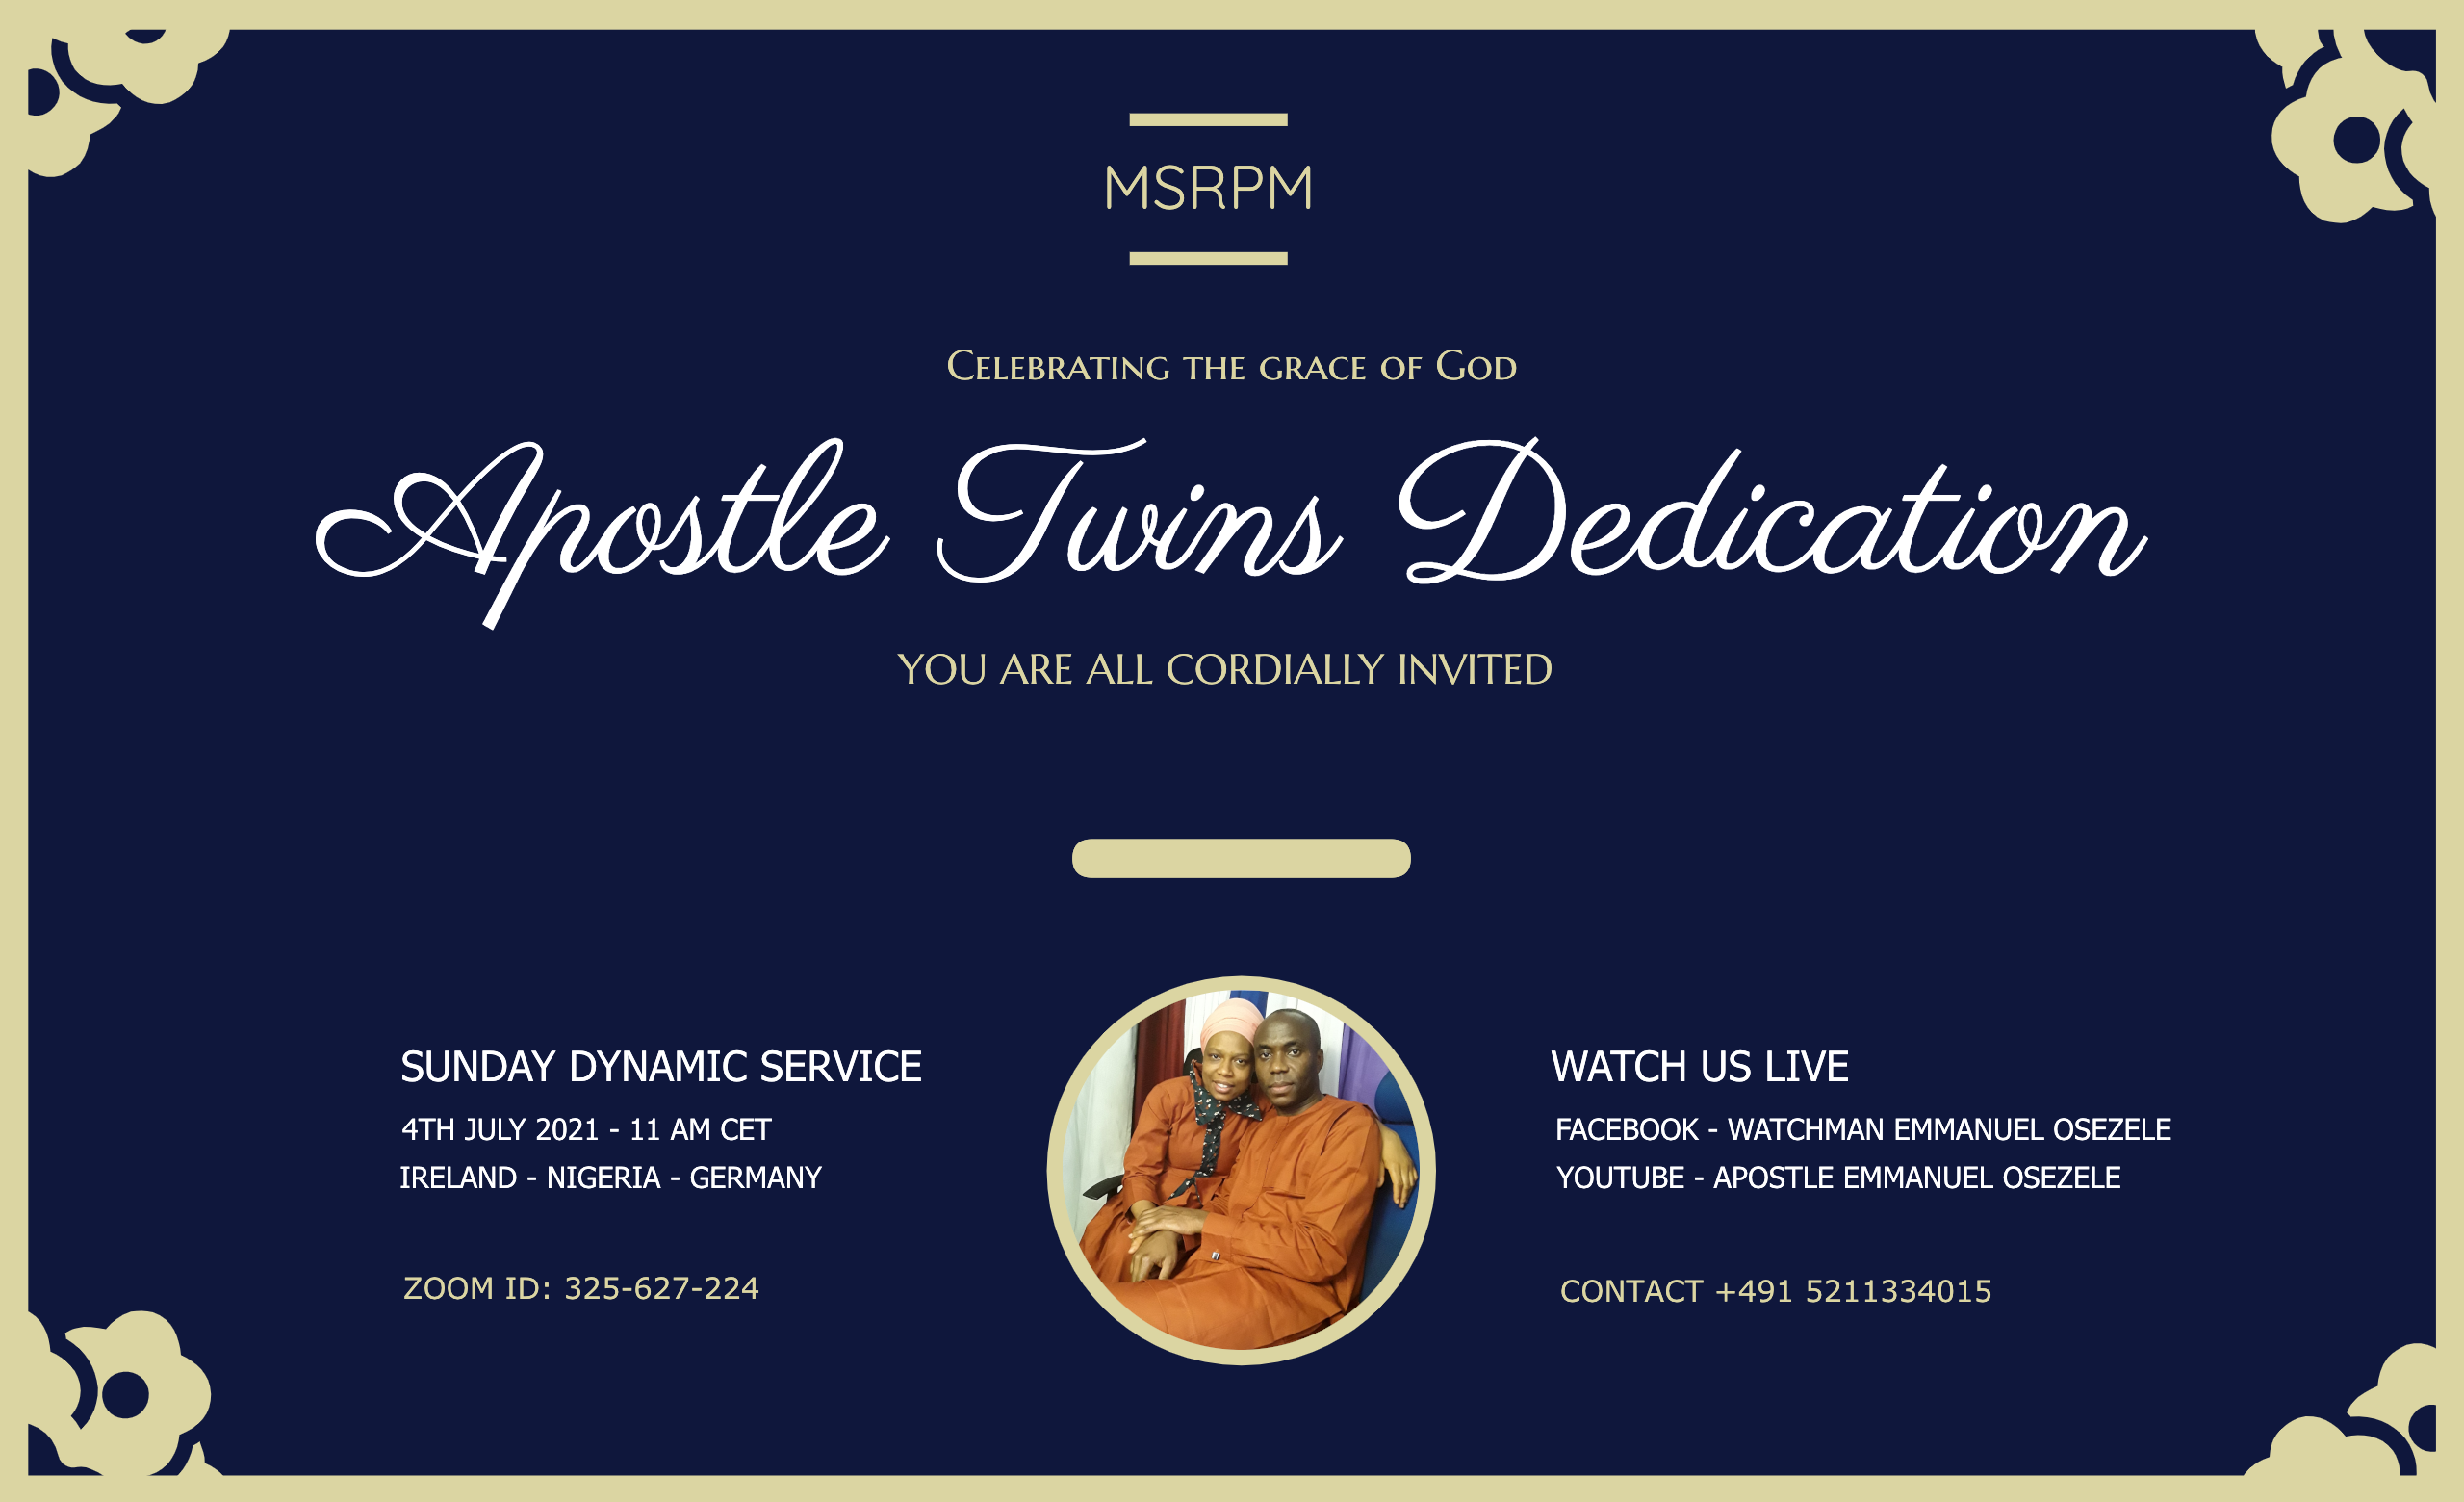 MSRPM
Celebrating the grace of God
Apostle Twins Dedication
YOU ARE ALL CORDIALLY INVITED
SUNDAY DYNAMIC SERVICE
4TH JULY 2021 - 11 AM CET
IRELAND - NIGERIA - GERMANY
ZOOM ID: 325-627-224
WATCH US LIVE
FACEBOOK - WATCHMAN EMMANUEL OSEZELE
YOUTUBE - APOSTLE EMMANUEL OSEZELE
CONTACT +491 5211334015